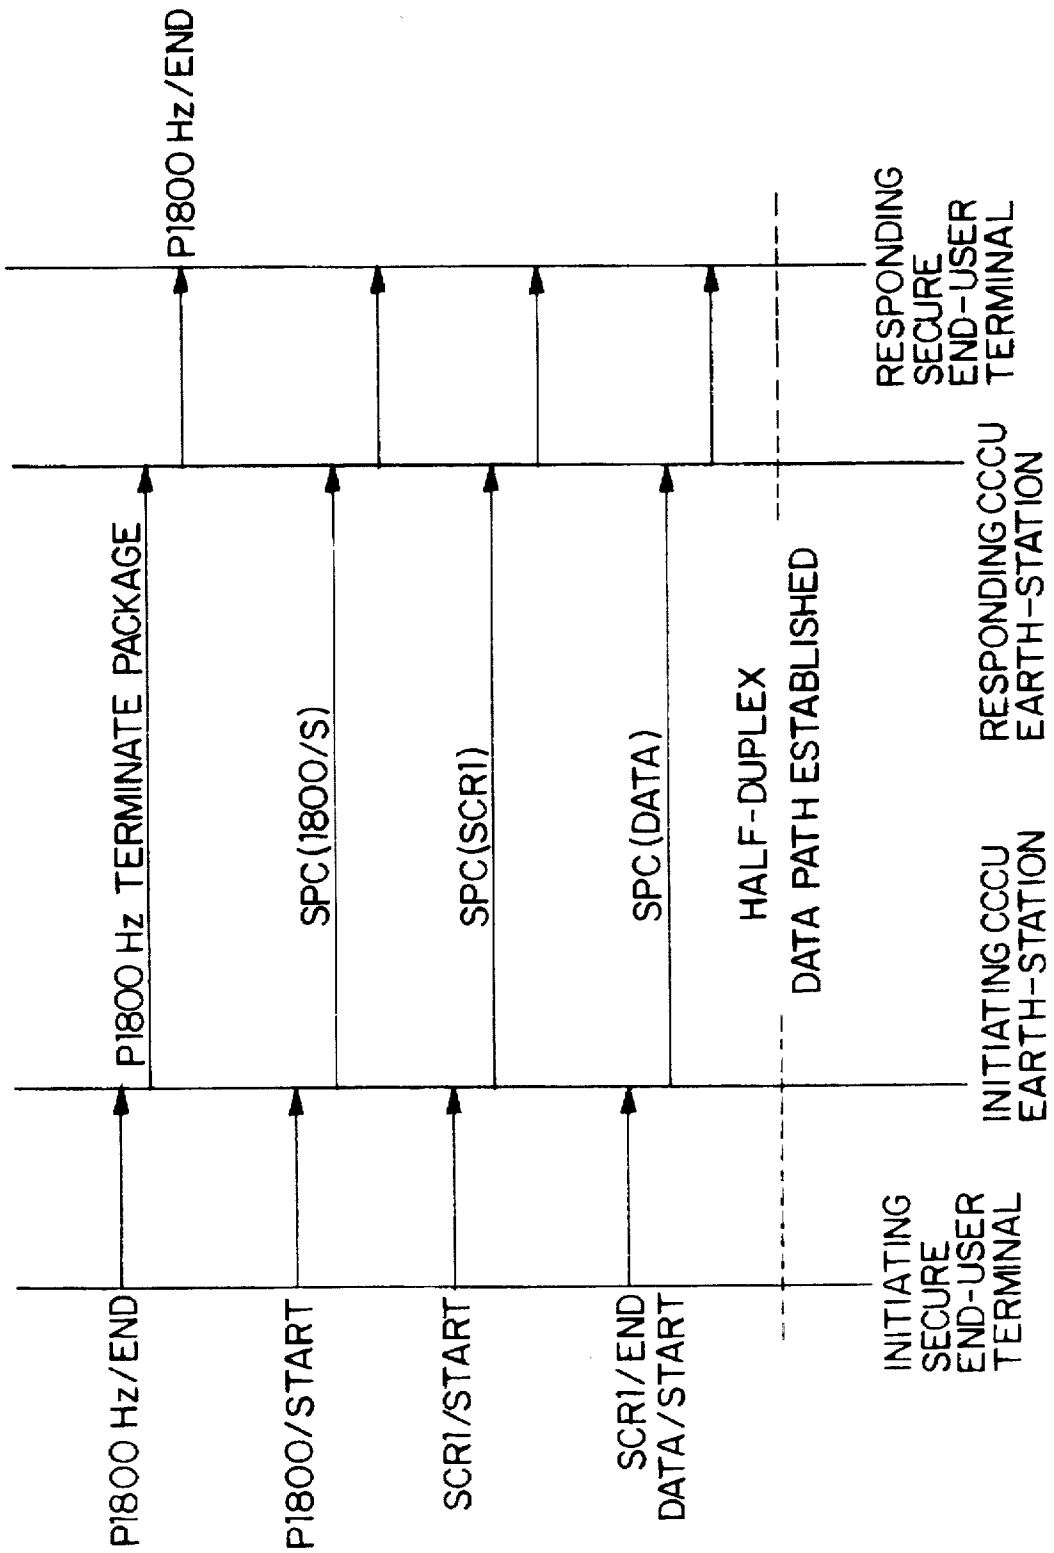 P1800 Hz/END
P1800 Hz TERMINATE PACKAGE
P1800 Hz/END
P1800/START
SPC(1800/S)
SCR1/START
SPC(SCR1)
SCR1/END
DATA/START
SPC(DATA)
HALF-DUPLEX
DATA PATH ESTABLISHED
INITIATING
SECURE
END-USER
TERMINAL
INITIATING CCCU
EARTH-STATION
RESPONDING CCCU
EARTH-STATION
RESPONDING
SECURE
END-USER
TERMINAL